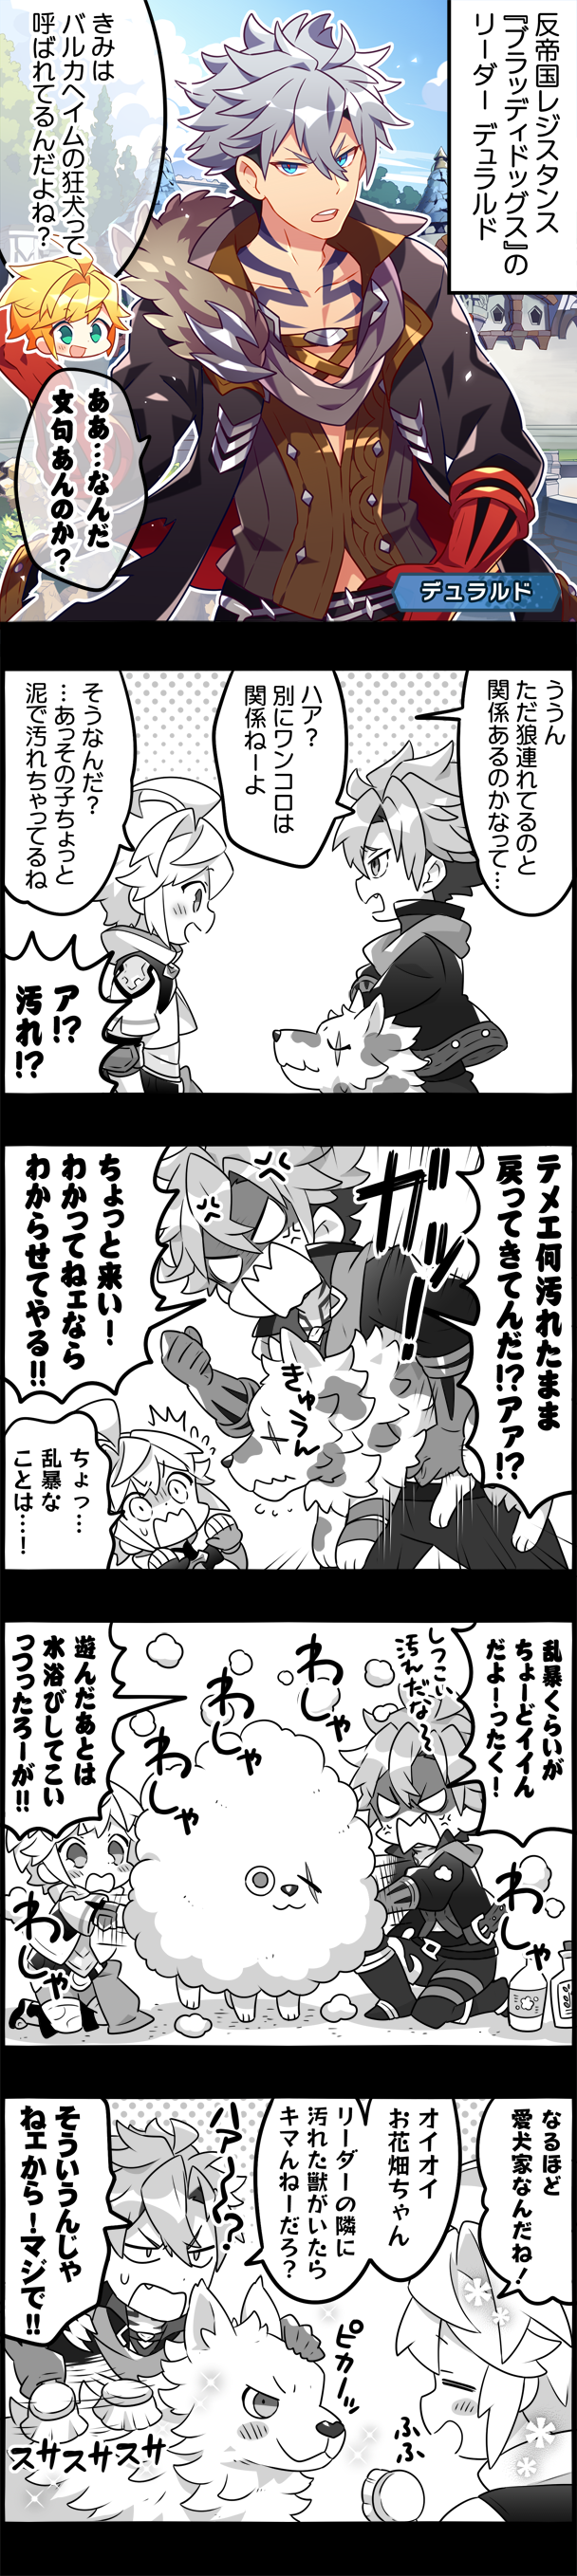 反帝国レジスタンス
『ブラッディドッグス』の
リーダー デュラルド
きみは
バルカヘイムの狂犬って
呼ばれてるんだよね？
ああ…なんだ
文句あんのか？
デュラルド
ううん
ただ狼連れてるのと
関係あるのかなって…
ハア？
別にワンコロは
関係ねーよ
そうなんだ？
…あっその子ちょっと
泥で汚れちゃってるね
ア!?
汚れ!?
テメエ何汚れたまま
戻ってきてんだ!?アァ!?
ガッ!!
きゅうん
ちょっと来い！
わかってねェなら
わからせてやる!!
ちょっ…
乱暴な
ことは…！
乱暴くらいが
ちょーどイイん
だよーったく！
しつこい
汚れだな〜
わしゃ
わしゃ
わしゃ
わしゃ
わしゃ
遊んだあとは
水浴びしてこい
っつったろーが!!
なるほど
愛犬家なんだね！
オイオイ
お花畑ちゃん
リーダーの隣に
汚れた獣がいたら
キマんねーだろ？
ハア〜〜？
そういうんじゃ
ねェから！マジで!!
ピカーッ
ふふ
スサスサスサ